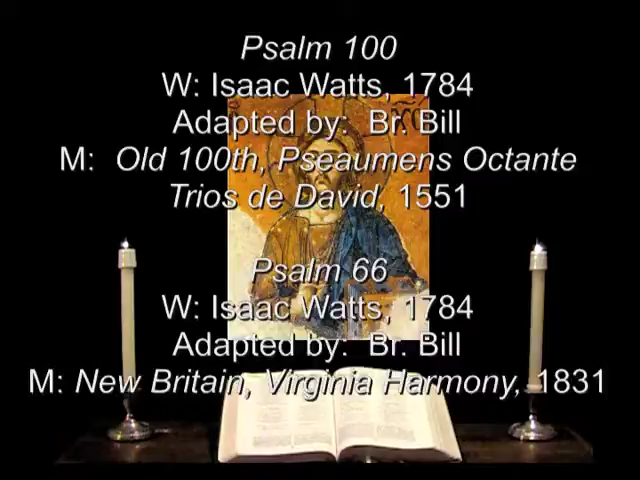 Psalm 100
W: Isaac Watts, 1784
Adapted by: Br. Bill
M: Old 100th, Pseaumens Octante
Trios de David, 1551
Psalm 66
W: Isaac Watts, 1784
Adapted by: Br. Bill
M: New Britain, Virginia Harmony, 1831